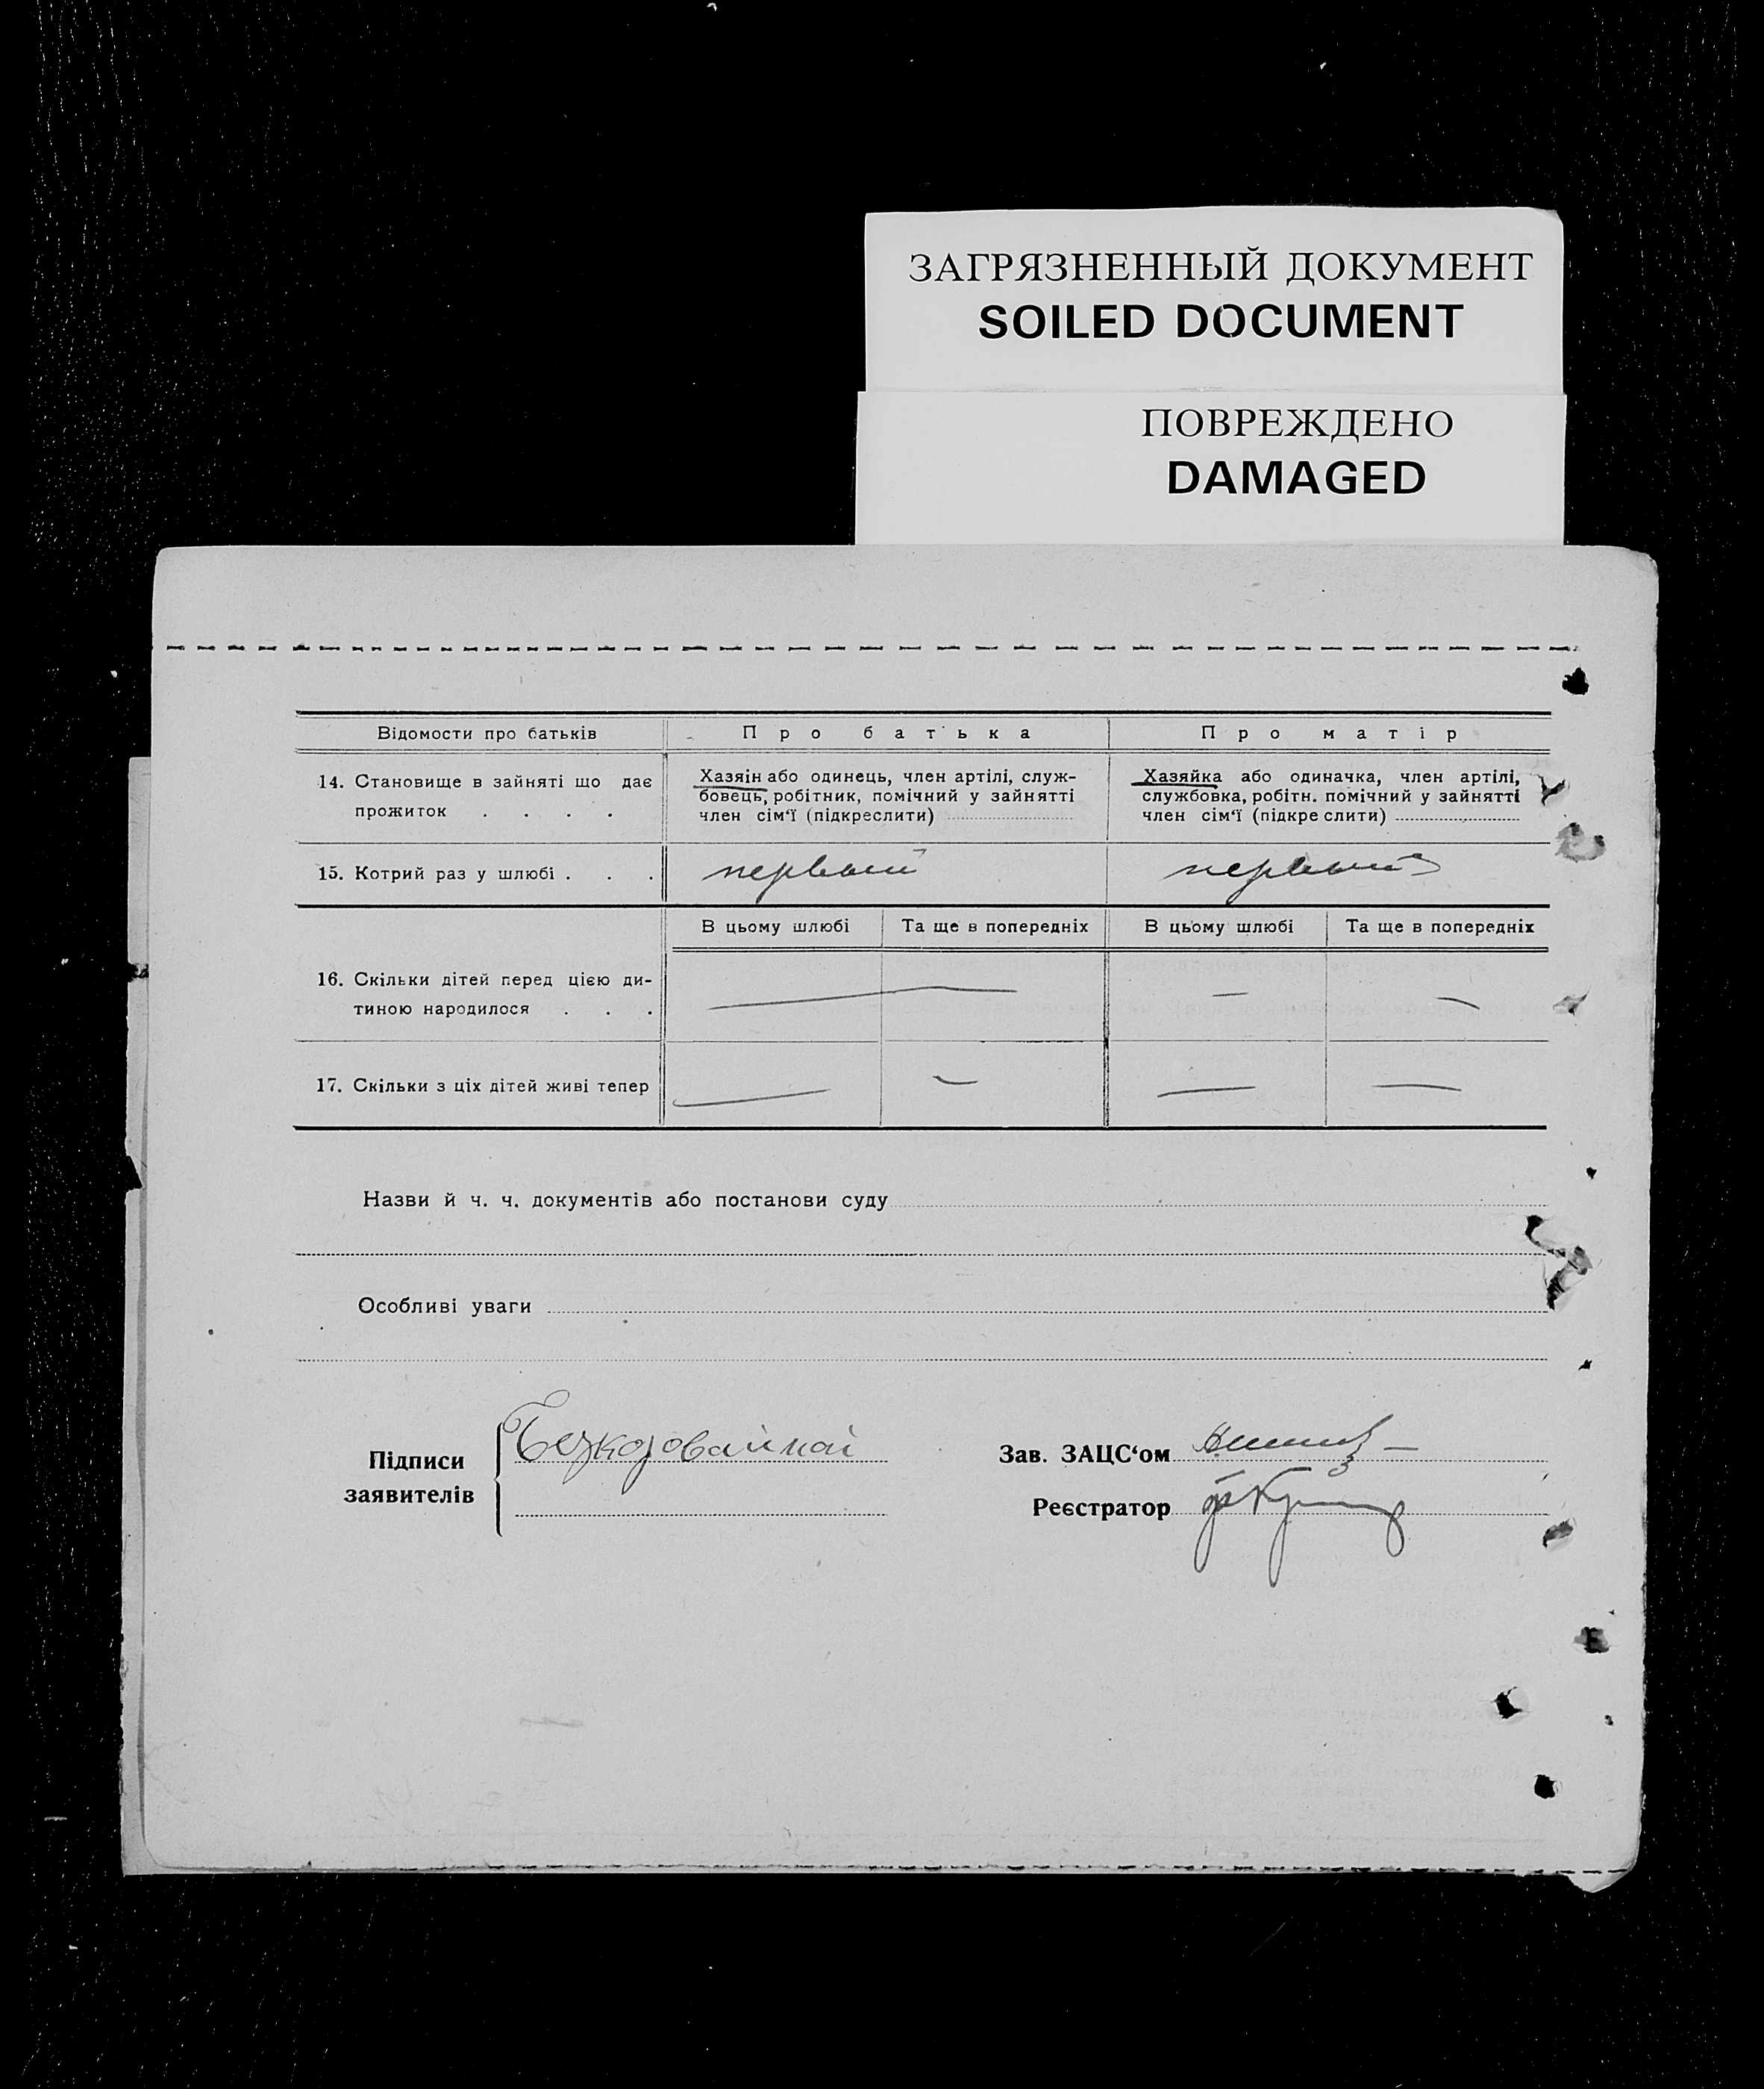 ЗАГРЯЗНЕННЫЙ ДОКУМЕНТ
SOILED DOCUMENT
ПОВРЕЖДЕНО
DAMAGED
Відомости про батьків Про батька Про матір
14. Становище в зайняті що дає прожиток . . . .
Хазяін або одинець, член артілі, служ-
бовець, робітник, помічний у зайнятті
член сім‘ї (підкреслити)
Хазяйка або одиначка, член артілі,
службовка, робітн. помічний у зайнятті
член сім‘ї (підкре слити)
15. Котрий раз у шлюбі . . . первый первый
В цьому шлюбі Та ще в попередніх В цьому шлюбі Та ще в попередніх
16. Скільки дітей перед цією ди-
тиною народилося . . . — — —
17. Скільки з ціх дітей живі тепер — — — —
Назви й ч. ч. документів або постанови суду
Особливі уваги
Підписи
заявителів
Зав. ЗАЦС‘ом
Реєстратор